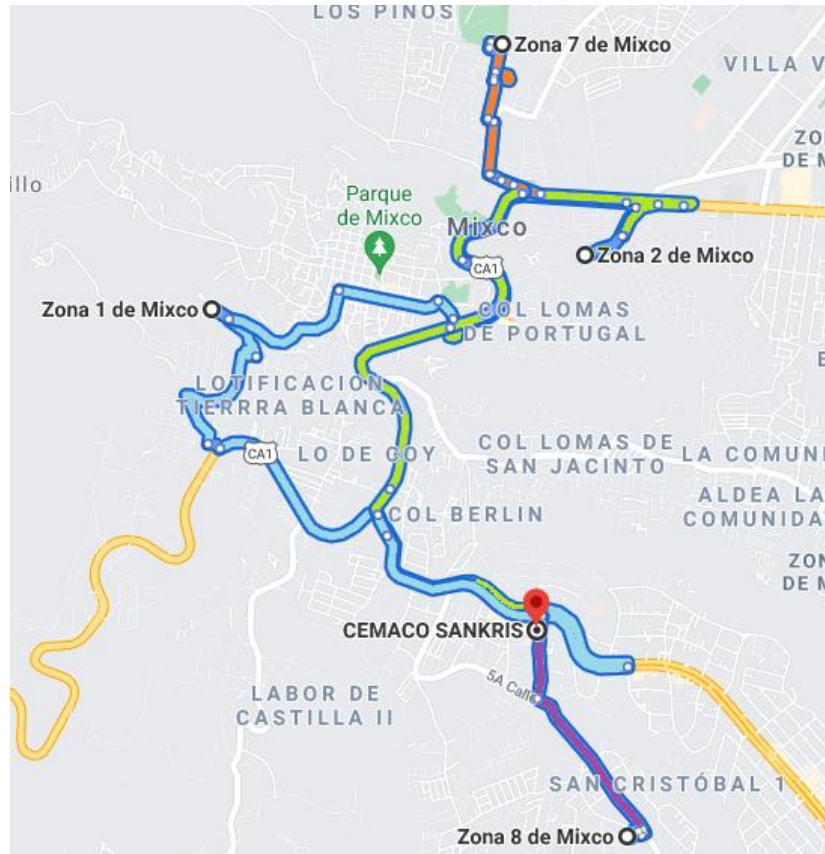 LOS PINOS
Zona 7 de Mixco
VILLA V
ZO
DE M
illo
Parque
de Mixco
Mixco
Zona 2 de Mixco
CA1
Zona 1 de Mixco
COL LOMAS
DE PORTUGAL
E
LOTIFICACION
TIERRRA BLANCA
CA1
LO DE COY
COL LOMAS DE
SAN JACINTO
LA COMUNI
ALDEA LA
COMUNIDA
COL BERLIN
ZON
DE M
CEMACO SANKRIS
5A Call
LABOR DE
CASTILLA II
SAN CRISTÓBAL 1
Zona 8 de Mixco